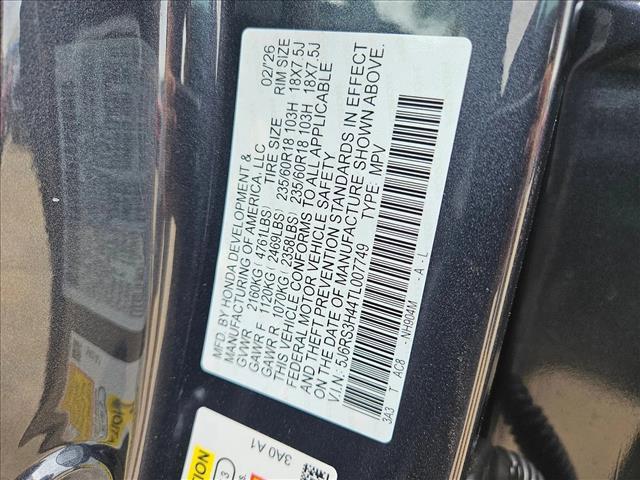 MFD. BY HONDA DEVELOPMENT & 02/'26
MANUFACTURING OF AMERICA, LLC
GVWR 2160KG ( 4761LBS) TIRE SIZE RIM SIZE
GAWR F 1120KG ( 2469LBS) 235/60R18 103H 18X7.5J
GAWR R 1070KG ( 2358LBS) 235/60R18 103H 18X7.5J
THIS VEHICLE CONFORMS TO ALL APPLICABLE
FEDERAL MOTOR VEHICLE SAFETY
AND THEFT PREVENTION STANDARDS IN EFFECT
ON THE DATE OF MANUFACTURE SHOWN ABOVE.
V.I.N.: 5J6RS3H44TL007749 TYPE: MPV
3A3 T AC8 NH904M - A - L
3A0 A1